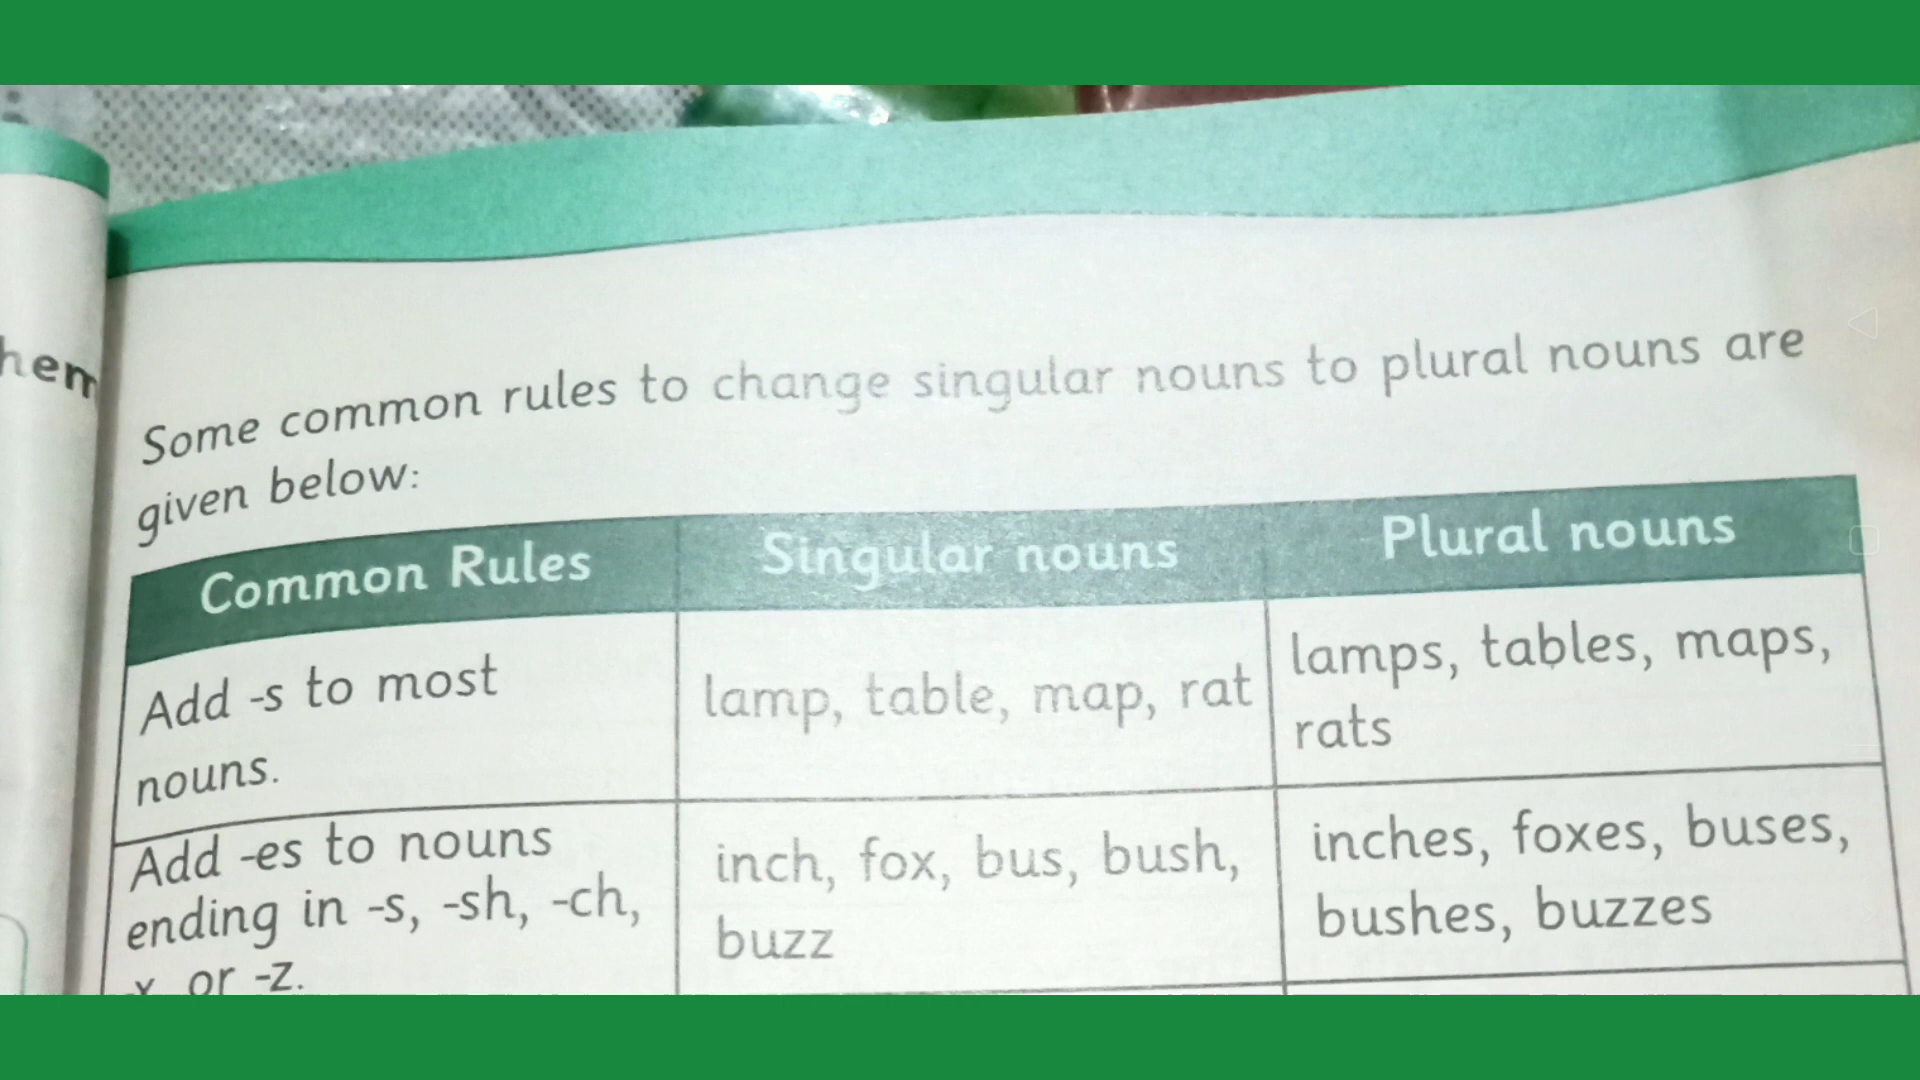 hem
Some common rules to change singular nouns to plural nouns are
given below:
Common Rules
Singular nouns
Plural nouns
Add -s to most
nouns.
lamp, table, map, rat
lamps, tables, maps,
rats
Add -es to nouns
ending in -s, -sh, -ch,
-x or -z.
inch, fox, bus, bush,
buzz
inches, foxes, buses,
bushes, buzzes